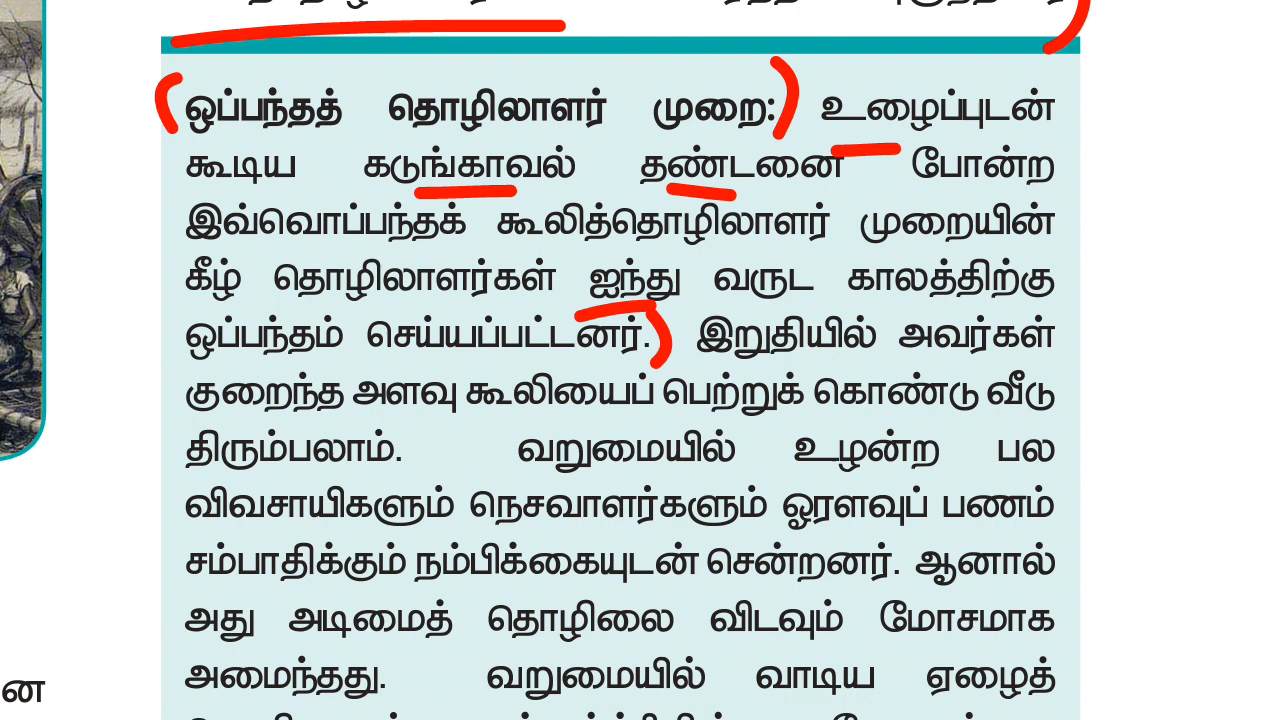 ஒப்பந்தத் தொழிலாளர் முறை: உழைப்புடன்
கூடிய கடுங்காவல் தண்டனை போன்ற
இவ்வொப்பந்தக் கூலித்தொழிலாளர் முறையின்
கீழ் தொழிலாளர்கள் ஐந்து வருட காலத்திற்கு
ஒப்பந்தம் செய்யப்பட்டனர். இறுதியில் அவர்கள்
குறைந்த அளவு கூலியைப் பெற்றுக் கொண்டு வீடு
திரும்பலாம். வறுமையில் உழன்ற பல
விவசாயிகளும் நெசவாளர்களும் ஓரளவுப் பணம்
சம்பாதிக்கும் நம்பிக்கையுடன் சென்றனர். ஆனால்
அது அடிமைத் தொழிலை விடவும் மோசமாக
அமைந்தது. வறுமையில் வாடிய ஏழைத்
ன